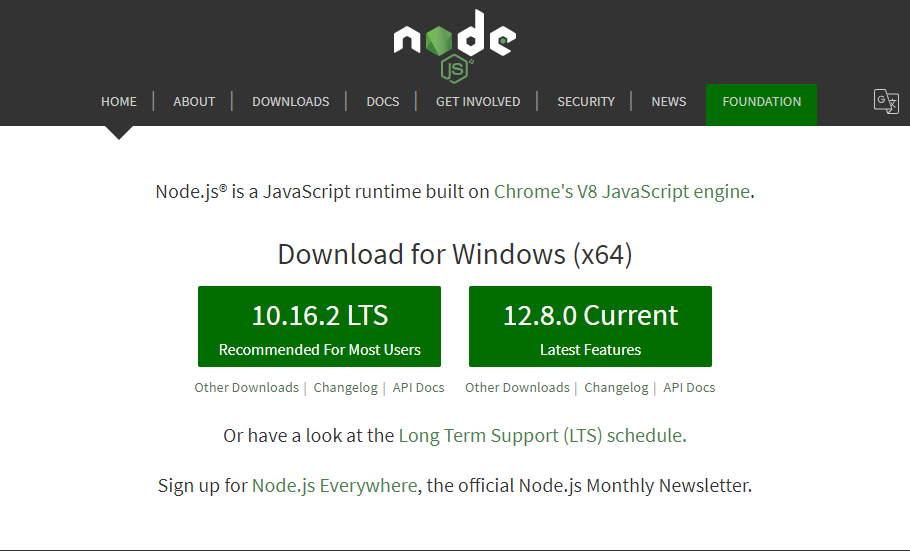 node
JS
HOME | ABOUT | DOWNLOADS | DOCS | GET INVOLVED | SECURITY | NEWS FOUNDATION
G 文
Node.js® is a JavaScript runtime built on Chrome's V8 JavaScript engine.
Download for Windows (x64)
10.16.2 LTS
Recommended For Most Users
12.8.0 Current
Latest Features
Other Downloads | Changelog | API Docs
Other Downloads | Changelog | API Docs
Or have a look at the Long Term Support (LTS) schedule.
Sign up for Node.js Everywhere, the official Node.js Monthly Newsletter.